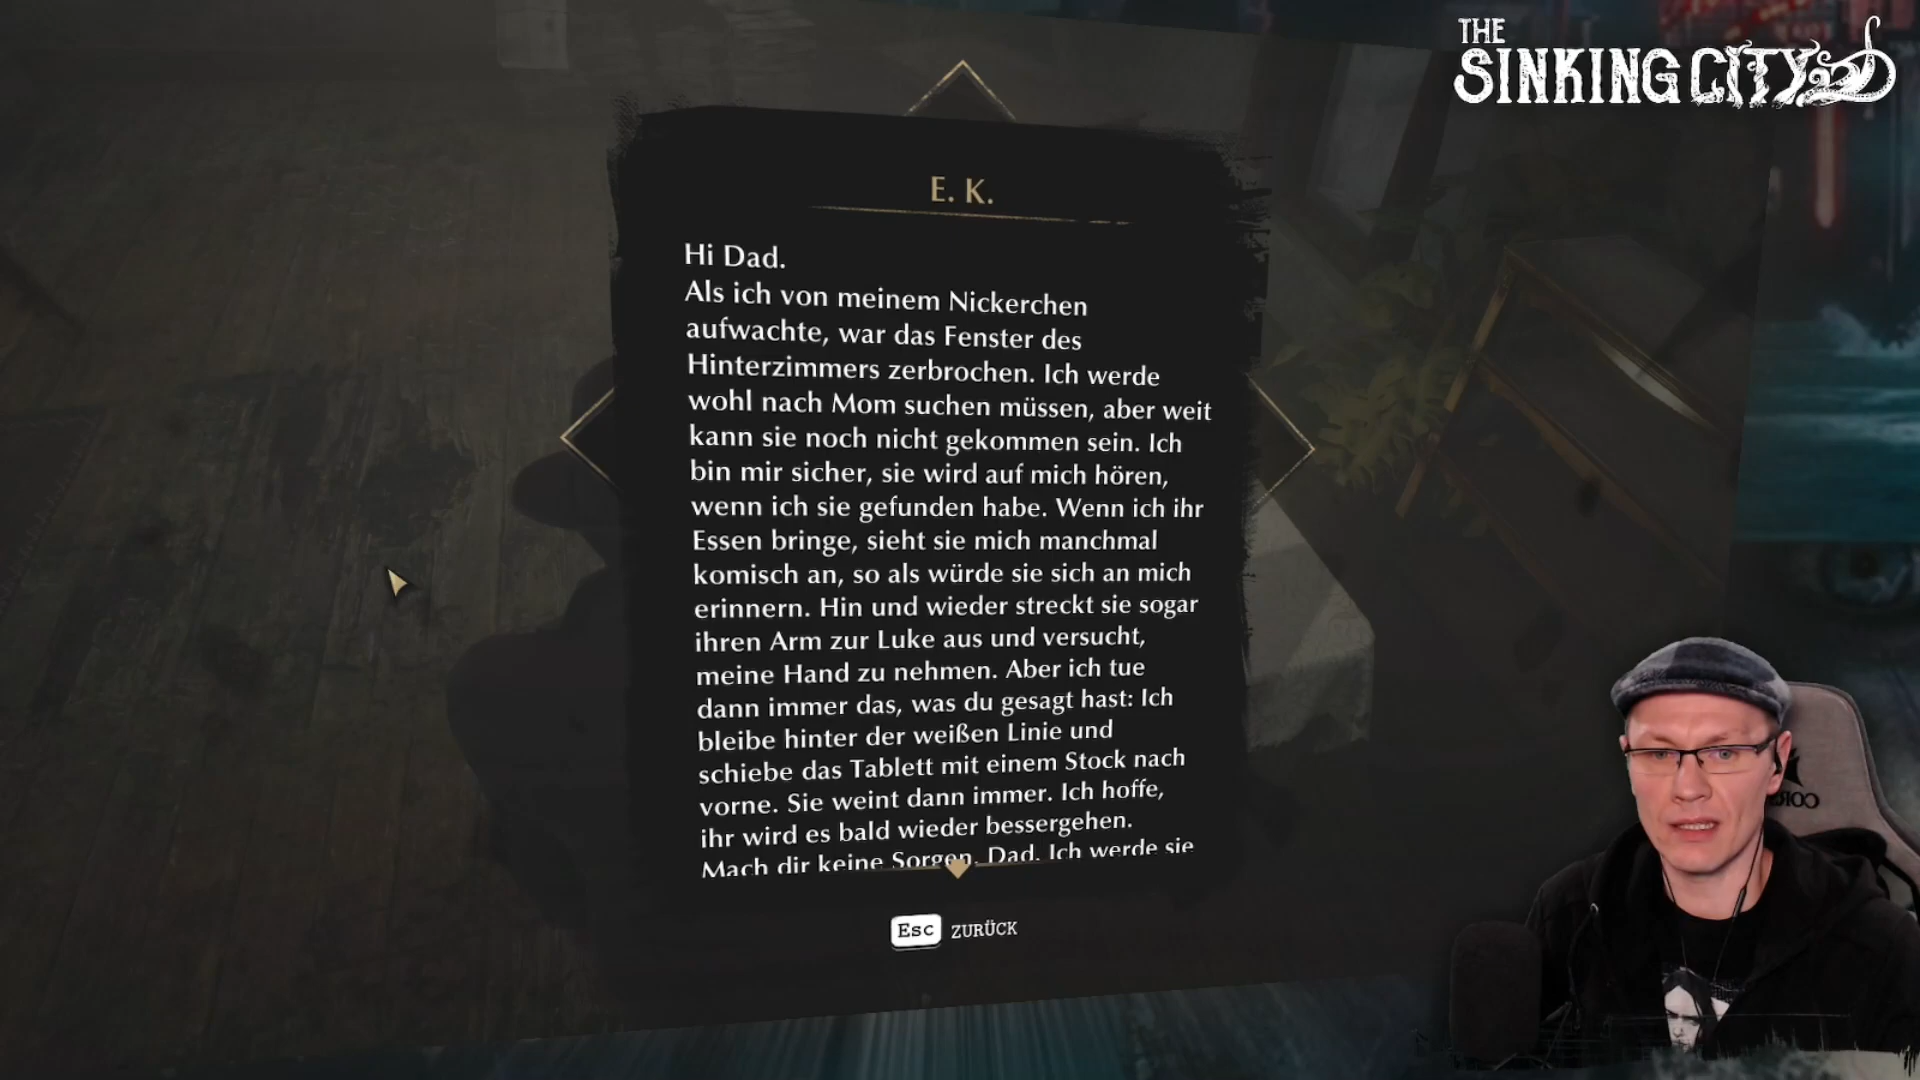 THE
SINKING CITY
E. K.
Hi Dad.
Als ich von meinem Nickerchen
aufwachte, war das Fenster des
Hinterzimmers zerbrochen. Ich werde
wohl nach Mom suchen müssen, aber weit
kann sie noch nicht gekommen sein. Ich
bin mir sicher, sie wird auf mich hören,
wenn ich sie gefunden habe. Wenn ich ihr
Essen bringe, sieht sie mich manchmal
komisch an, so als würde sie sich an mich
erinnern. Hin und wieder streckt sie sogar
ihren Arm zur Luke aus und versucht,
meine Hand zu nehmen. Aber ich tue
dann immer das, was du gesagt hast: Ich
bleibe hinter der weißen Linie und
schiebe das Tablett mit einem Stock nach
vorne. Sie weint dann immer. Ich hoffe,
ihr wird es bald wieder bessergehen.
Mach dir keine Sorgen, Dad. Ich werde sie
Esc ZURÜCK